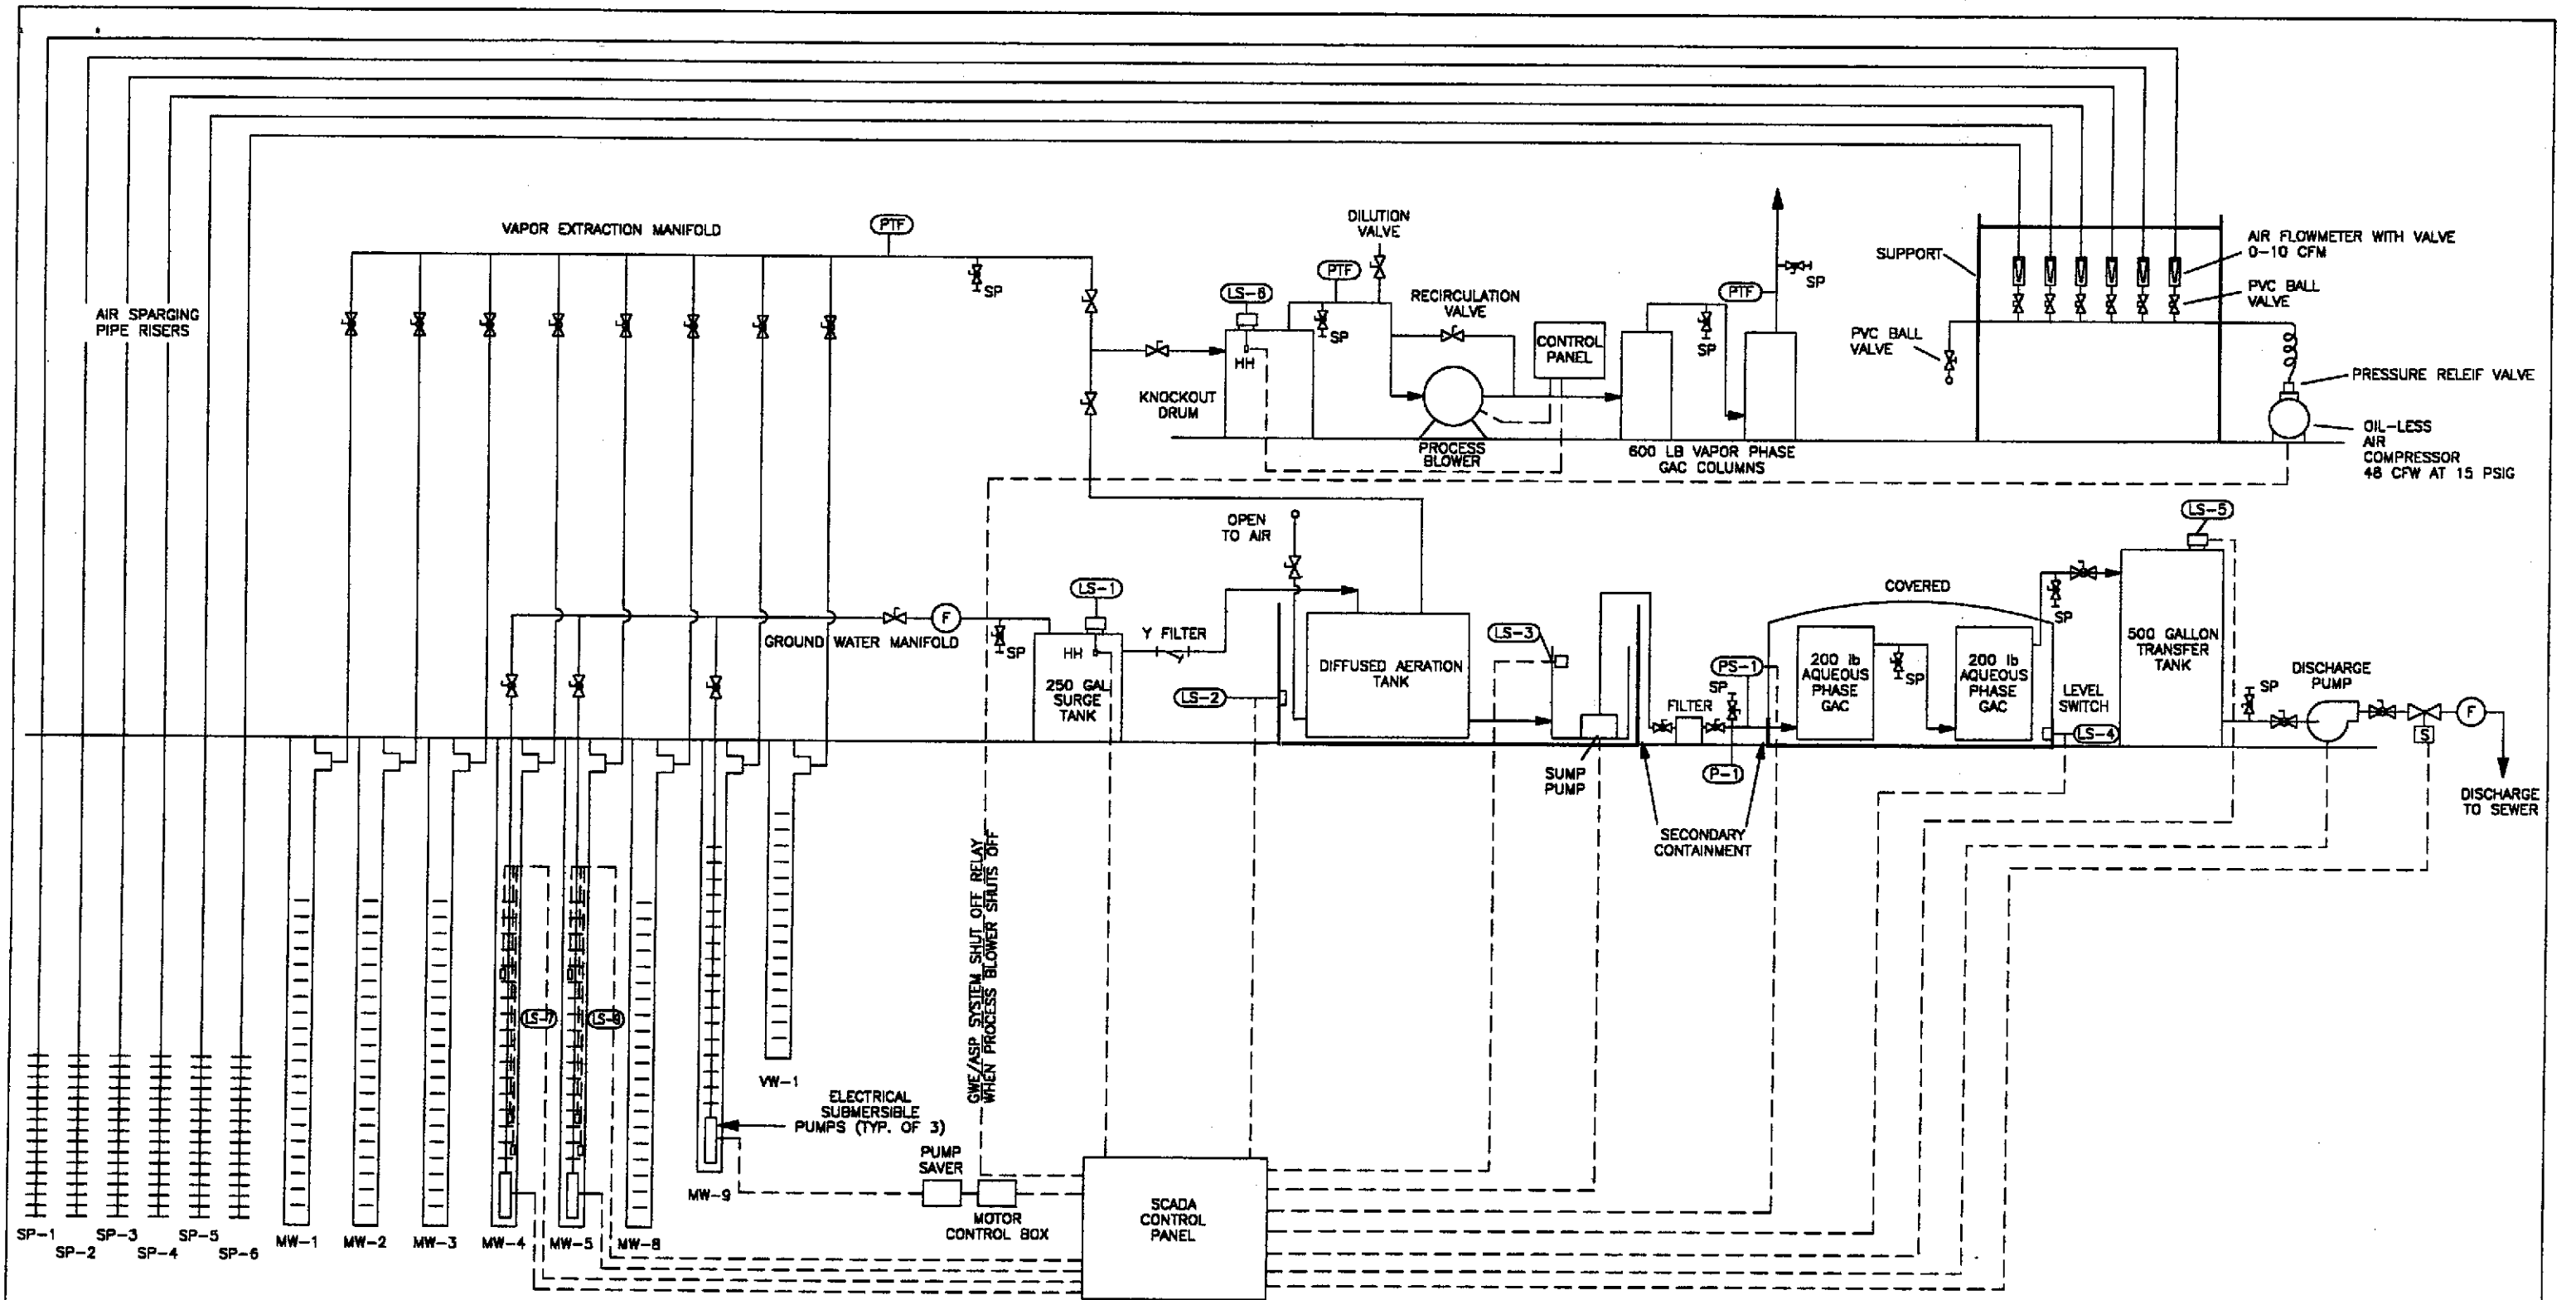 VAPOR EXTRACTION MANIFOLD
PTF
SP
AIR SPARGING
PIPE RISERS
DILUTION
VALVE
PTF
LS-6
SP
RECIRCULATION
VALVE
CONTROL
PANEL
HH
KNOCKOUT
DRUM
PROCESS
BLOWER
SP
PTF
SP
600 LB VAPOR PHASE
GAC COLUMNS
SUPPORT
AIR FLOWMETER WITH VALVE
0-10 CFM
PVC BALL
VALVE
PVC BALL
VALVE
PRESSURE RELEIF VALVE
OIL-LESS
AIR
COMPRESSOR
48 CFW AT 15 PSIG
OPEN
TO AIR
LS-1
F
GROUND WATER MANIFOLD
SP
HH
250 GAL
SURGE
TANK
Y FILTER
LS-2
DIFFUSED AERATION
TANK
LS-3
SUMP
PUMP
PS-1
SP
FILTER
P-1
SECONDARY
CONTAINMENT
COVERED
200 lb
AQUEOUS
PHASE
GAC
SP
200 lb
AQUEOUS
PHASE
GAC
SP
LEVEL
SWITCH
LS-4
LS-5
500 GALLON
TRANSFER
TANK
SP
DISCHARGE
PUMP
S
F
DISCHARGE
TO SEWER
GWE/ASP SYSTEM SHUT OFF RELAY
WHEN PROCESS BLOWER SHUTS OFF
LS-7
VW-1
ELECTRICAL
SUBMERSIBLE
PUMPS (TYP. OF 3)
PUMP
SAVER
MOTOR
CONTROL BOX
SCADA
CONTROL
PANEL
SP-1
SP-2
SP-3
SP-4
SP-5
SP-6
MW-1
MW-2
MW-3
MW-4
MW-5
MW-8
MW-9